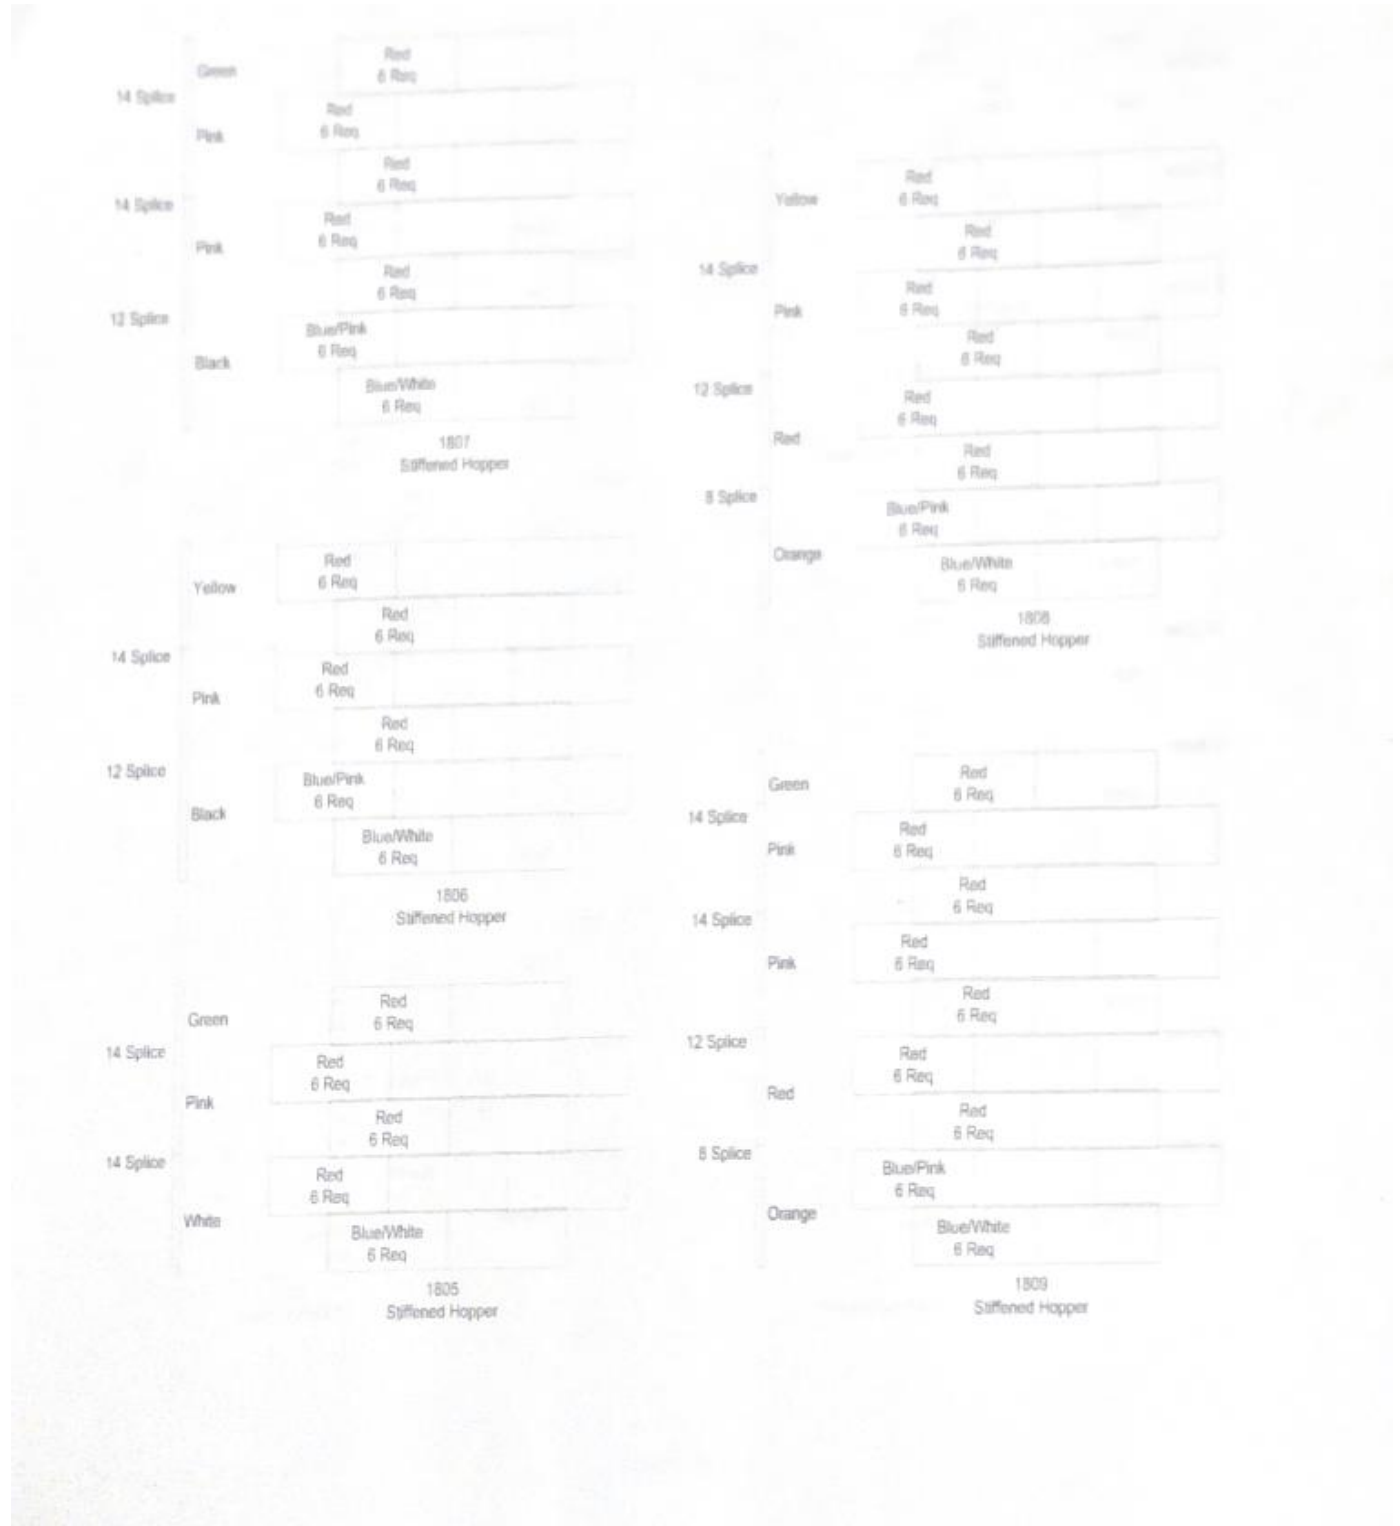 Green
Red
6 Req
14 Splice
Red
6 Req
Pink
Red
6 Req
14 Splice
Red
6 Req
Pink
Red
6 Req
12 Splice
Blue/Pink
6 Req
Black
Blue/White
6 Req
1807
Stiffened Hopper
Yellow
Red
6 Req
Red
6 Req
14 Splice
Red
6 Req
Pink
Red
6 Req
12 Splice
Blue/Pink
6 Req
Black
Blue/White
6 Req
1806
Stiffened Hopper
Green
Red
6 Req
14 Splice
Red
6 Req
Pink
Red
6 Req
14 Splice
Red
6 Req
White
Blue/White
6 Req
1805
Stiffened Hopper
Yellow
Red
6 Req
Red
6 Req
14 Splice
Red
6 Req
Pink
Red
6 Req
12 Splice
Red
6 Req
Red
Red
6 Req
8 Splice
Blue/Pink
6 Req
Orange
Blue/White
6 Req
1808
Stiffened Hopper
Green
Red
6 Req
14 Splice
Red
6 Req
Pink
Red
6 Req
14 Splice
Red
6 Req
Pink
Red
6 Req
12 Splice
Red
6 Req
Red
Red
6 Req
8 Splice
Blue/Pink
6 Req
Orange
Blue/White
6 Req
1809
Stiffened Hopper